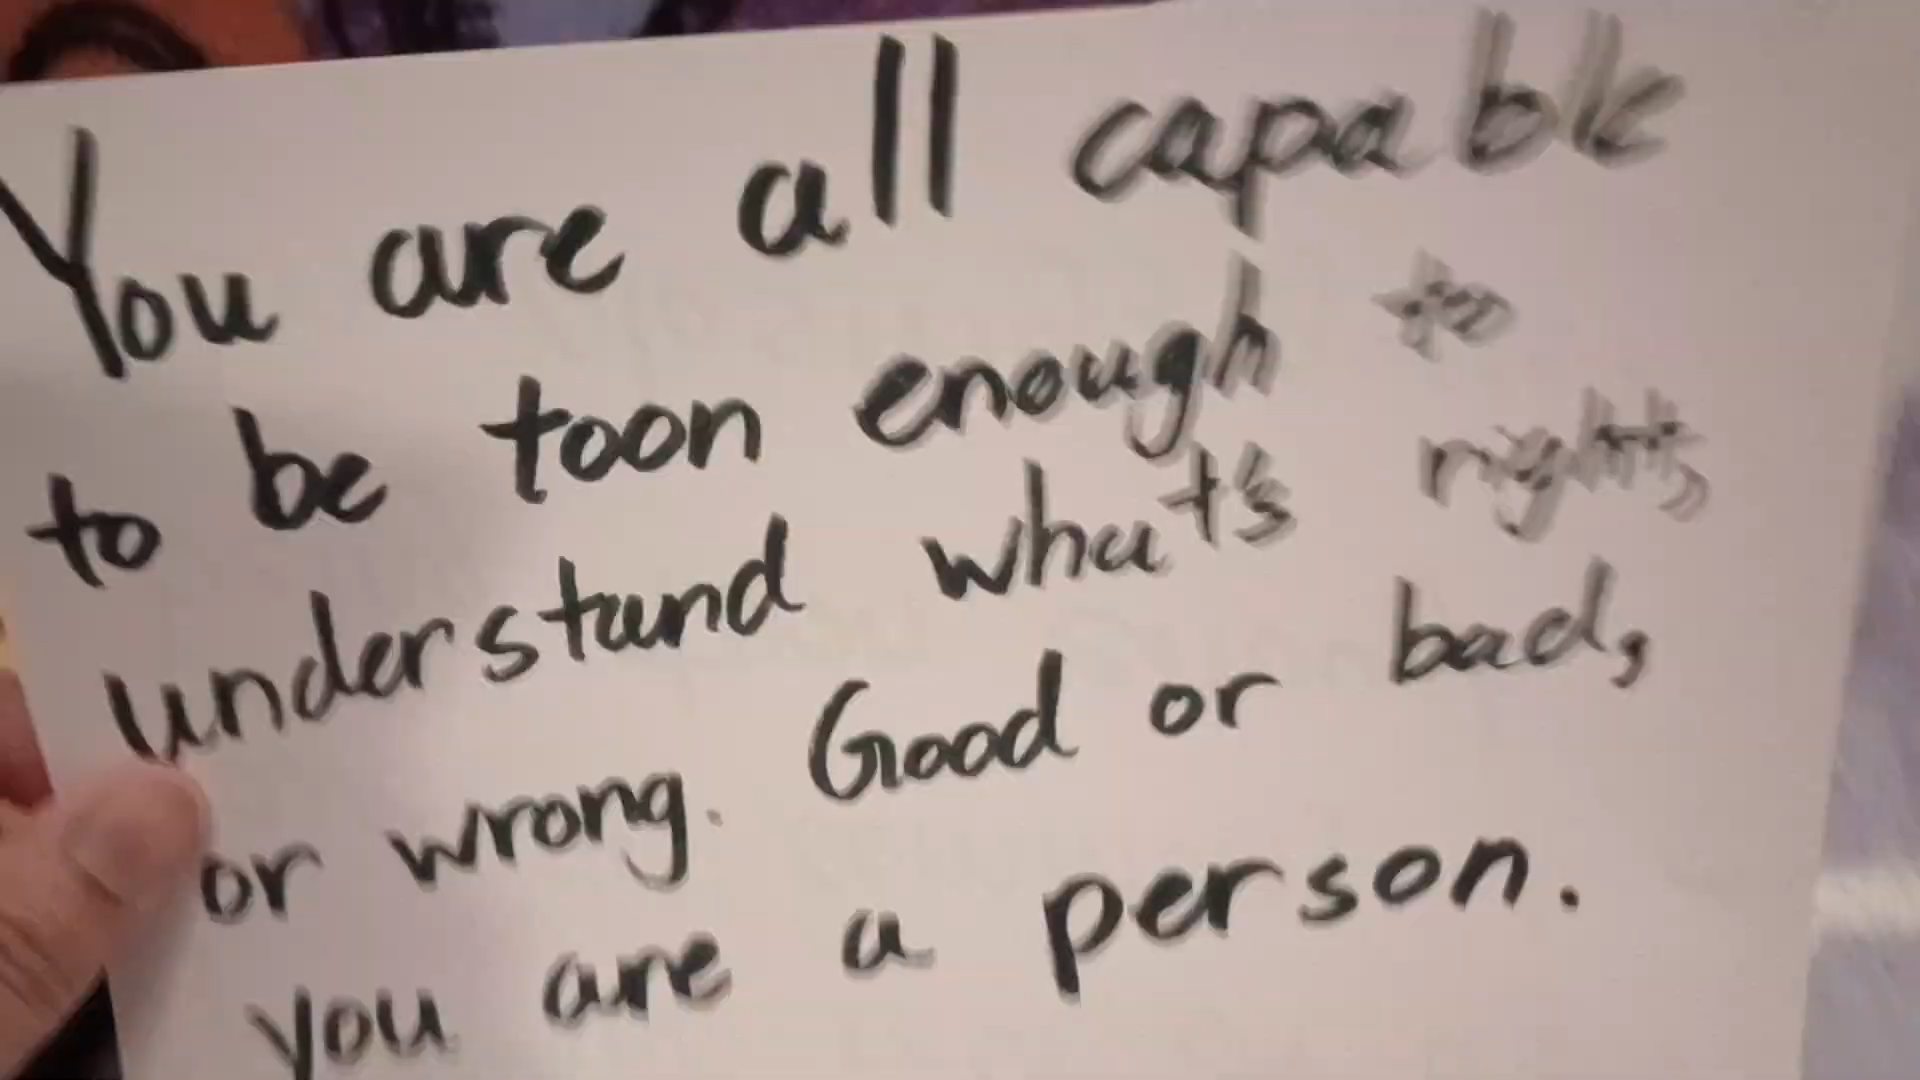 You are all capable
to be toon enough to
understand what's right,
or wrong. Good or bad,
you are a person.